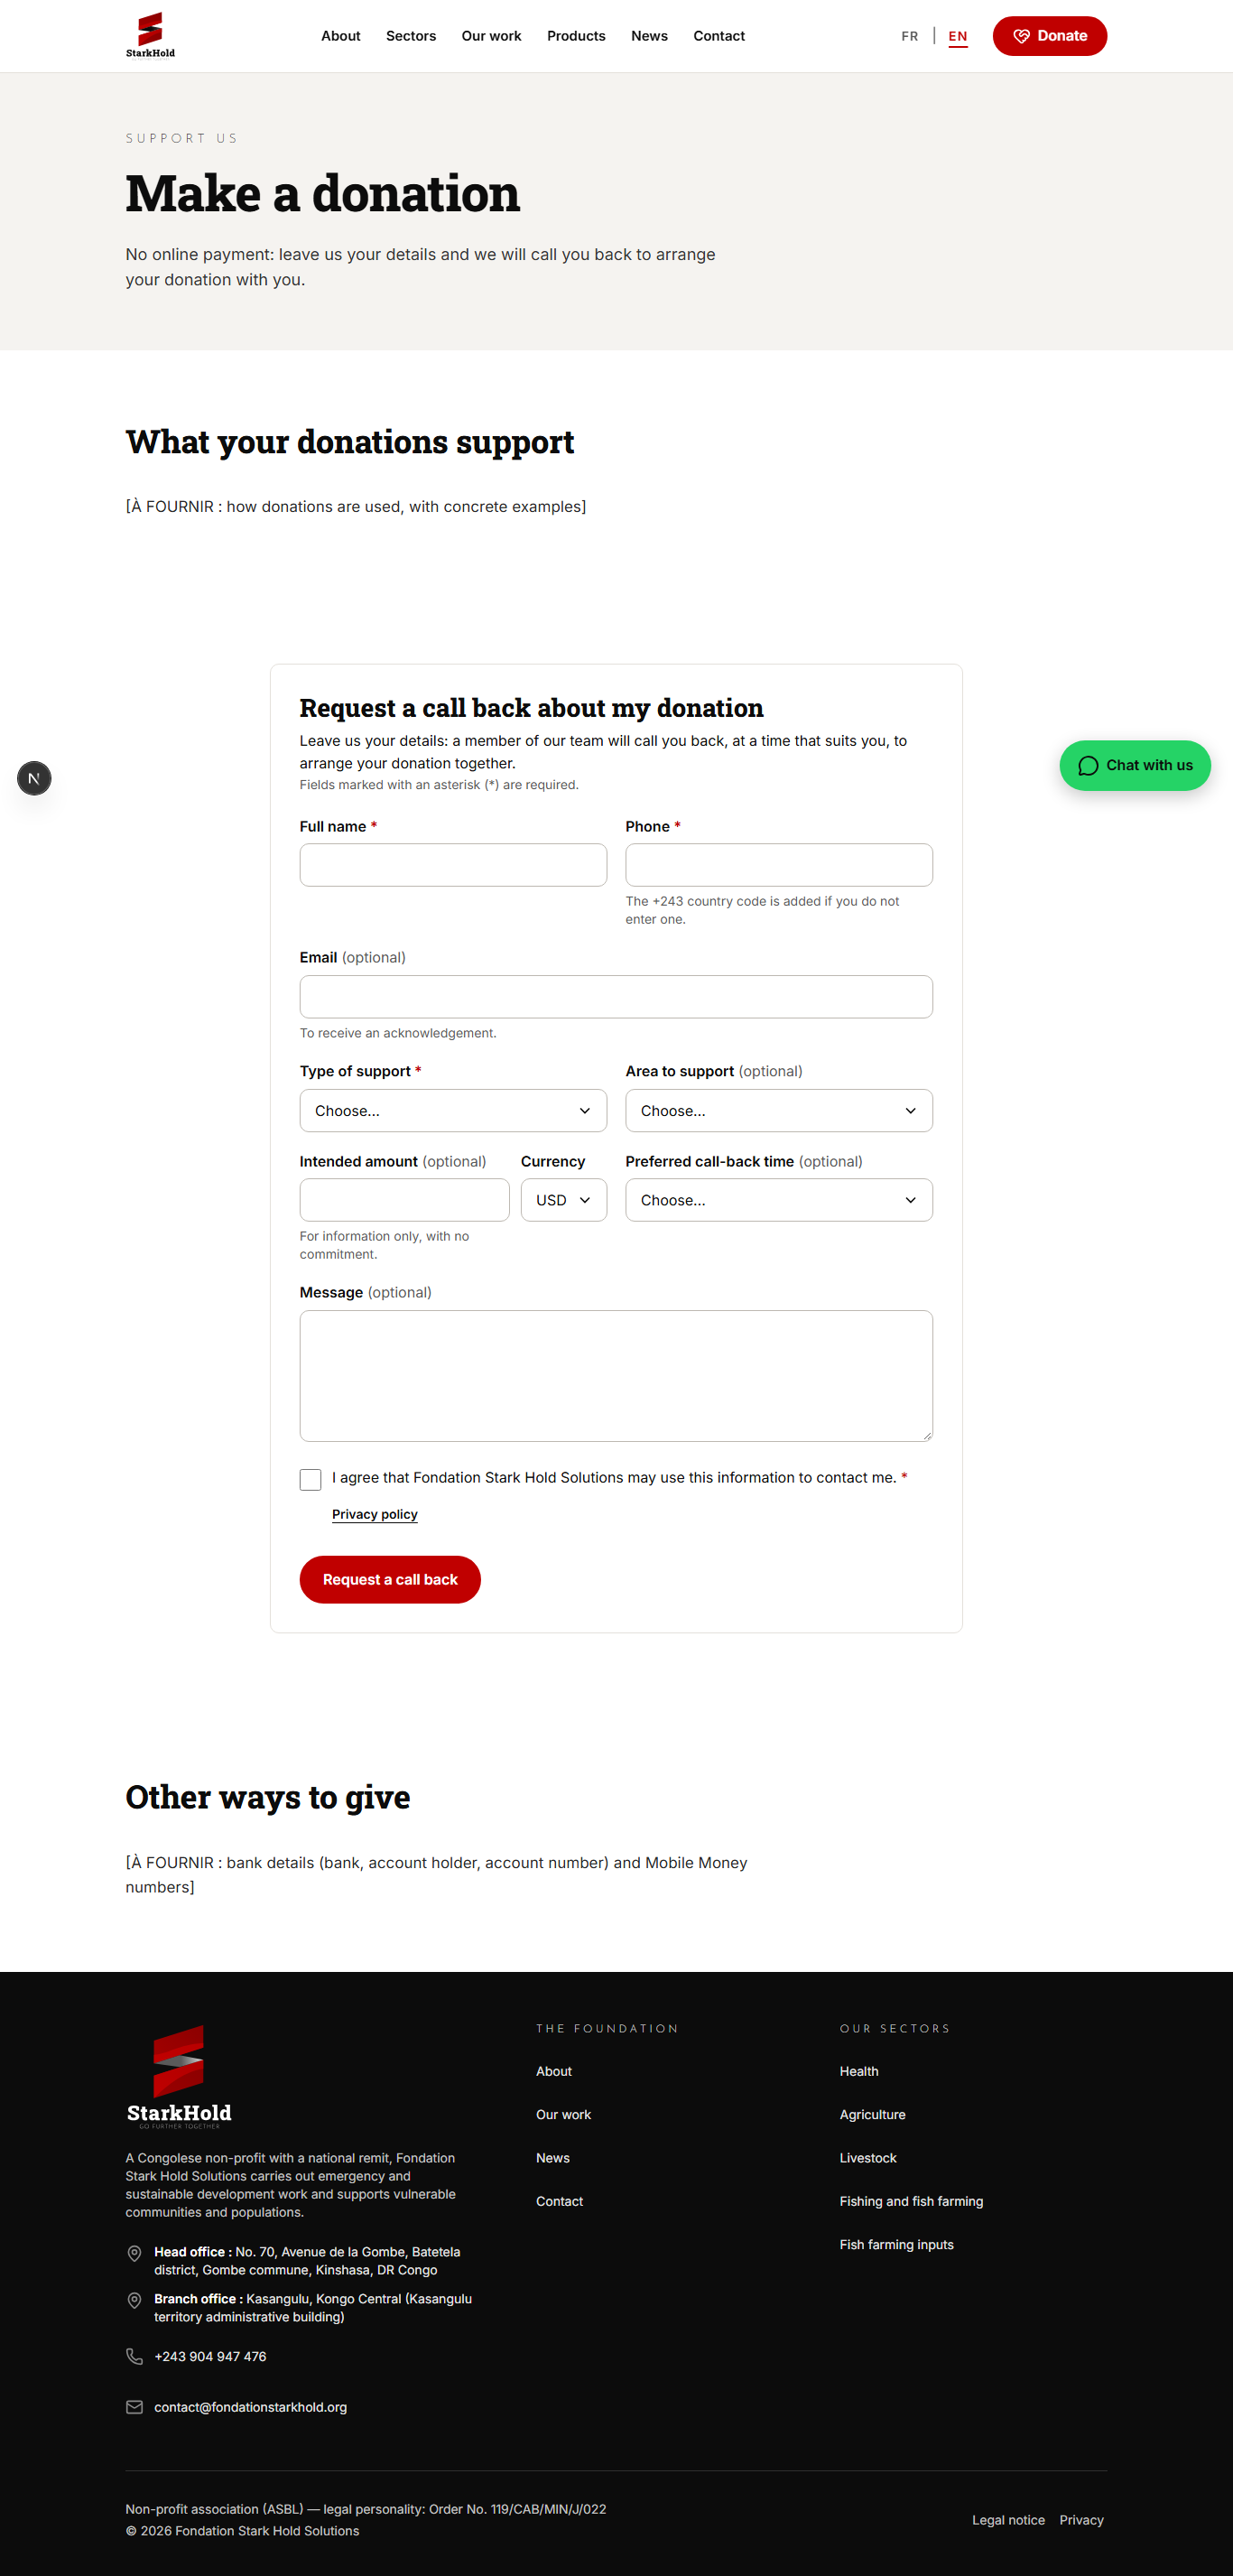 StarkHold
About Sectors Our work Products News Contact
FR EN Donate
SUPPORT US
Make a donation
No online payment: leave us your details and we will call you back to arrange
your donation with you.
What your donations support
[À FOURNIR : how donations are used, with concrete examples]
Request a call back about my donation
Leave us your details: a member of our team will call you back, at a time that suits you, to
arrange your donation together.
Fields marked with an asterisk (*) are required.
N
Chat with us
Full name * Phone *
The +243 country code is added if you do not
enter one.
Email (optional)
To receive an acknowledgement.
Type of support * Area to support (optional)
Choose... Choose...
Intended amount (optional) Currency Preferred call-back time (optional)
USD Choose...
For information only, with no
commitment.
Message (optional)
I agree that Fondation Stark Hold Solutions may use this information to contact me. *
Privacy policy
Request a call back
Other ways to give
[À FOURNIR : bank details (bank, account holder, account number) and Mobile Money
numbers]
StarkHold
GO FURTHER TOGETHER
A Congolese non-profit with a national remit, Fondation
Stark Hold Solutions carries out emergency and
sustainable development work and supports vulnerable
communities and populations.
Head office : No. 70, Avenue de la Gombe, Batetela
district, Gombe commune, Kinshasa, DR Congo
Branch office : Kasangulu, Kongo Central (Kasangulu
territory administrative building)
+243 904 947 476
contact@fondationstarkhold.org
THE FOUNDATION
About
Our work
News
Contact
OUR SECTORS
Health
Agriculture
Livestock
Fishing and fish farming
Fish farming inputs
Non-profit association (ASBL) — legal personality: Order No. 119/CAB/MIN/J/022
© 2026 Fondation Stark Hold Solutions
Legal notice Privacy